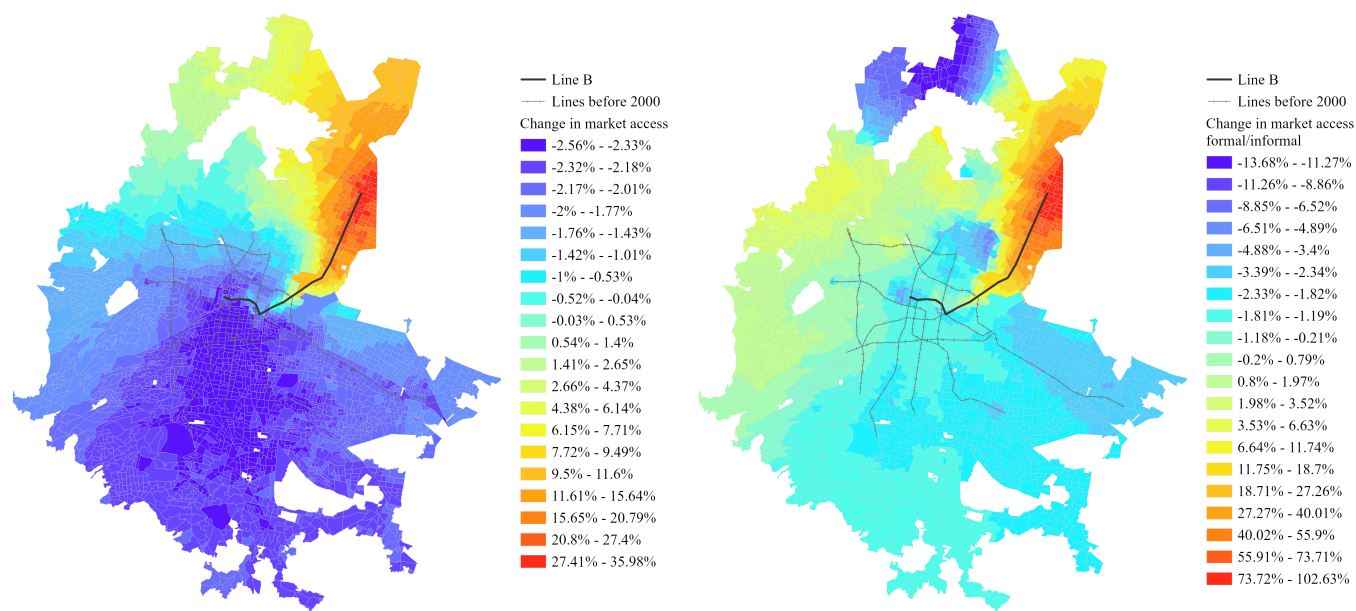 Line B
Lines before 2000
Change in market access
-2.56% - -2.33%
-2.32% - -2.18%
-2.17% - -2.01%
-2% - -1.77%
-1.76% - -1.43%
-1.42% - -1.01%
-1% - -0.53%
-0.52% - -0.04%
-0.03% - 0.53%
0.54% - 1.4%
1.41% - 2.65%
2.66% - 4.37%
4.38% - 6.14%
6.15% - 7.71%
7.72% - 9.49%
9.5% - 11.6%
11.61% - 15.64%
15.65% - 20.79%
20.8% - 27.4%
27.41% - 35.98%
Line B
Lines before 2000
Change in market access
formal/informal
-13.68% - -11.27%
-11.26% - -8.86%
-8.85% - -6.52%
-6.51% - -4.89%
-4.88% - -3.4%
-3.39% - -2.34%
-2.33% - -1.82%
-1.81% - -1.19%
-1.18% - -0.21%
-0.2% - 0.79%
0.8% - 1.97%
1.98% - 3.52%
3.53% - 6.63%
6.64% - 11.74%
11.75% - 18.7%
18.71% - 27.26%
27.27% - 40.01%
40.02% - 55.9%
55.91% - 73.71%
73.72% - 102.63%